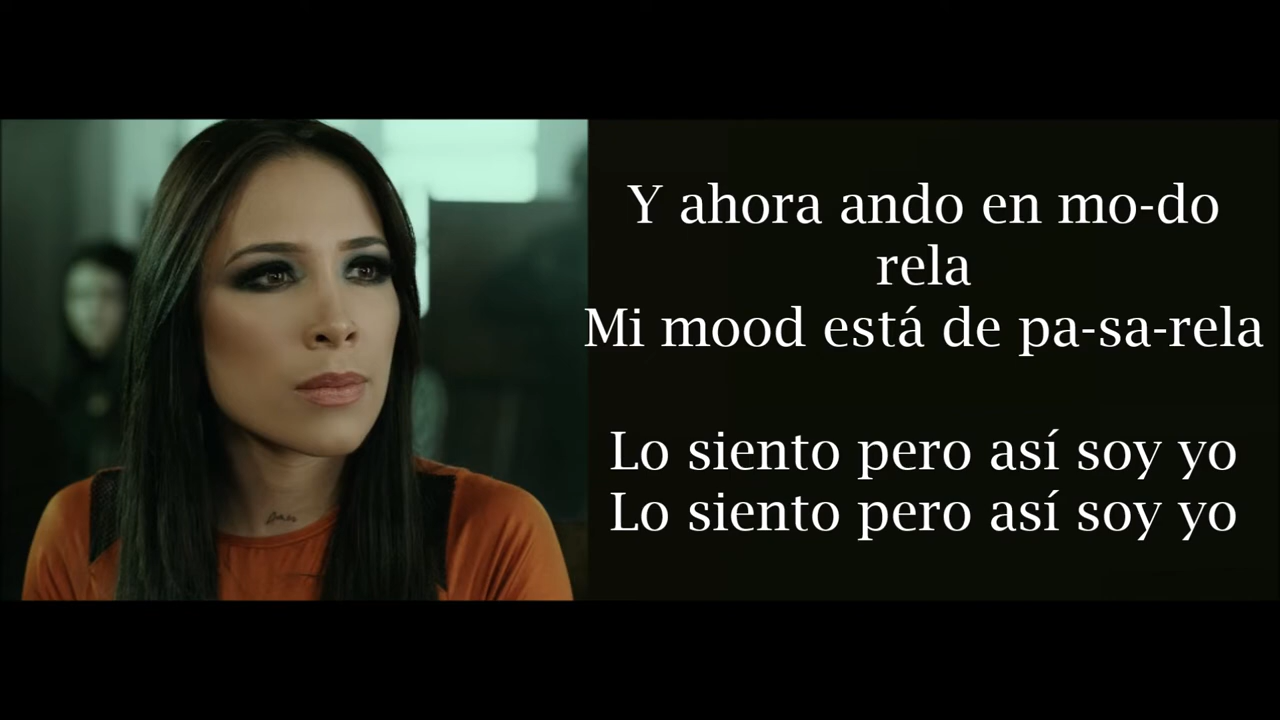 Y ahora ando en mo-do
rela
Mi mood está de pa-sa-rela
Lo siento pero así soy yo
Lo siento pero así soy yo